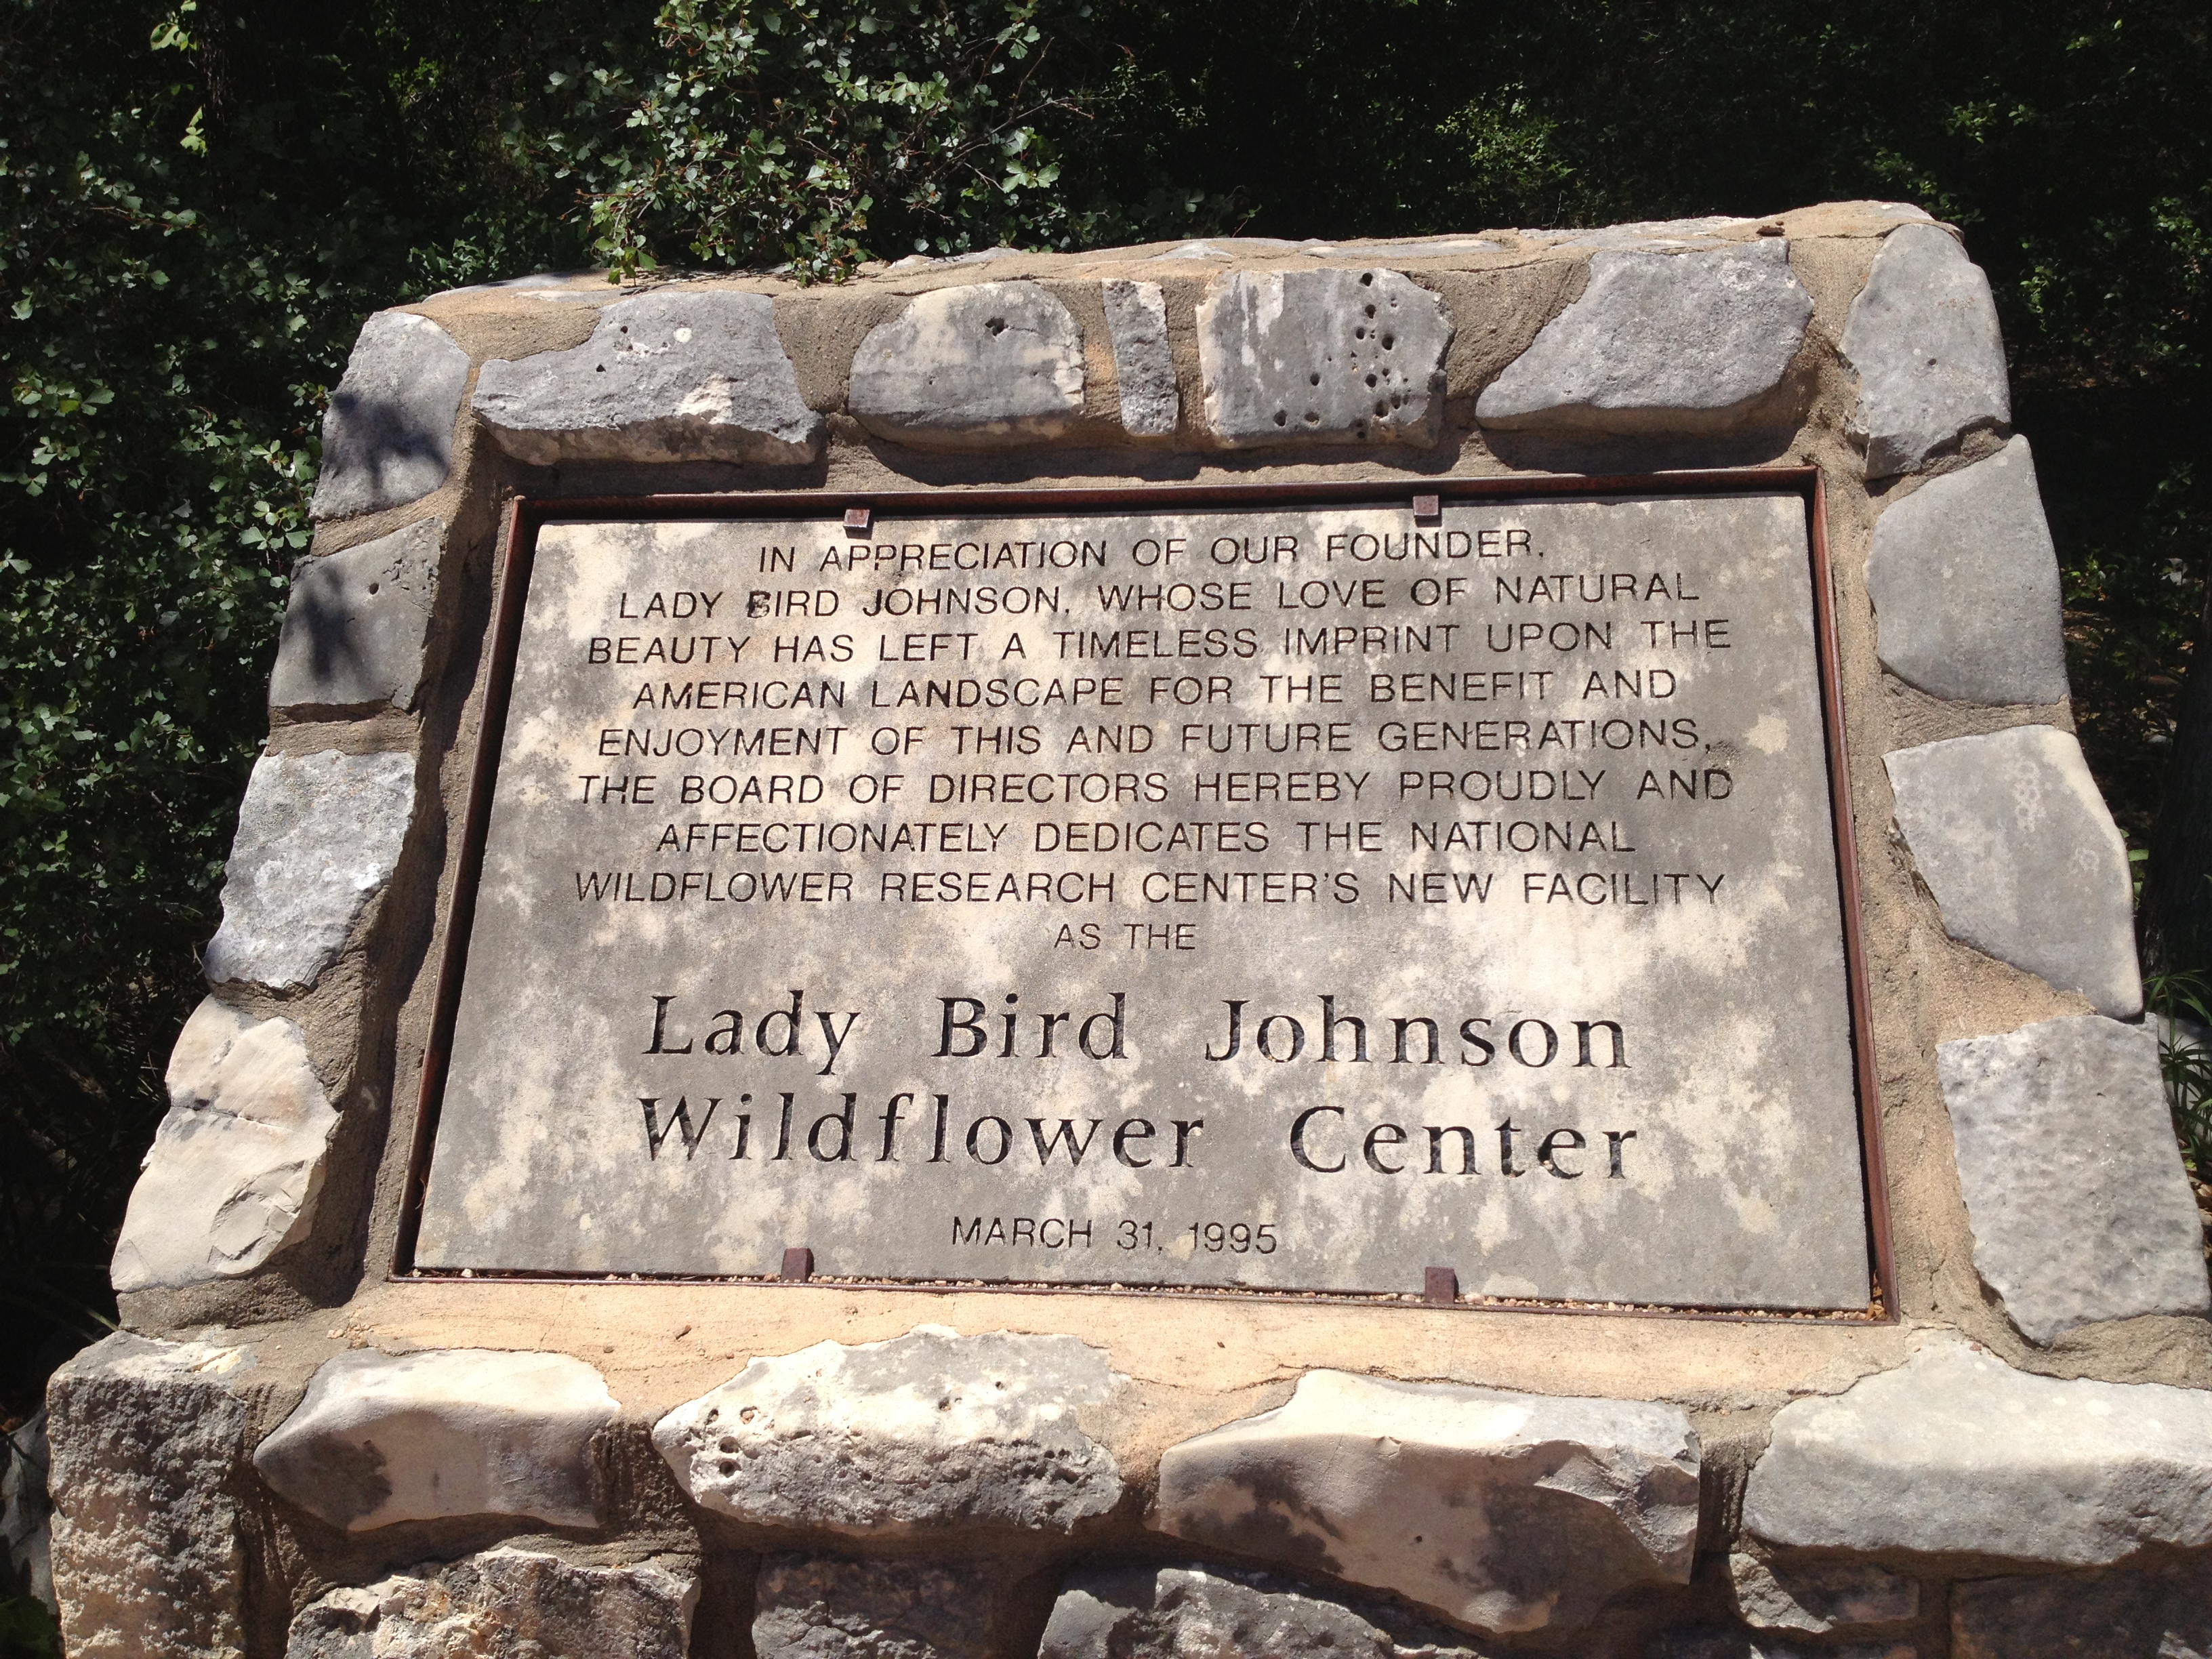 IN APPRECIATION OF OUR FOUNDER,
LADY BIRD JOHNSON, WHOSE LOVE OF NATURAL
BEAUTY HAS LEFT A TIMELESS IMPRINT UPON THE
AMERICAN LANDSCAPE FOR THE BENEFIT AND
ENJOYMENT OF THIS AND FUTURE GENERATIONS,
THE BOARD OF DIRECTORS HEREBY PROUDLY AND
AFFECTIONATELY DEDICATES THE NATIONAL
WILDFLOWER RESEARCH CENTER'S NEW FACILITY
AS THE
Lady Bird Johnson
Wildflower Center
MARCH 31, 1995